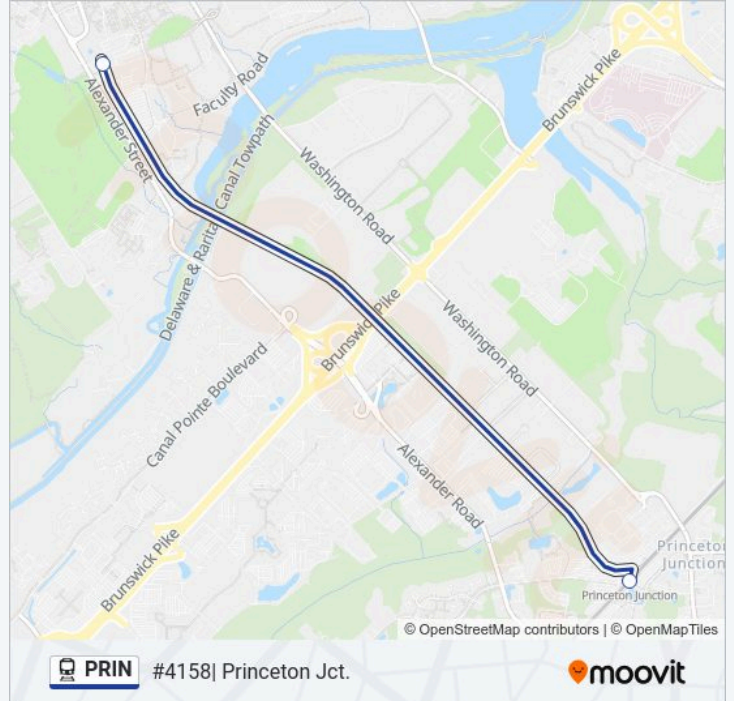 Faculty Road
Brunswick Pike
Alexander Street
Delaware & Raritan Canal Towpath
Washington Road
Brunswick Pike
Washington Road
Canal Pointe Boulevard
Alexander Road
Brunswick Pike
Princeton
Junction
Princeton Junction
© OpenStreetMap contributors | © OpenMapTiles
PRIN #4158| Princeton Jct.
moovit